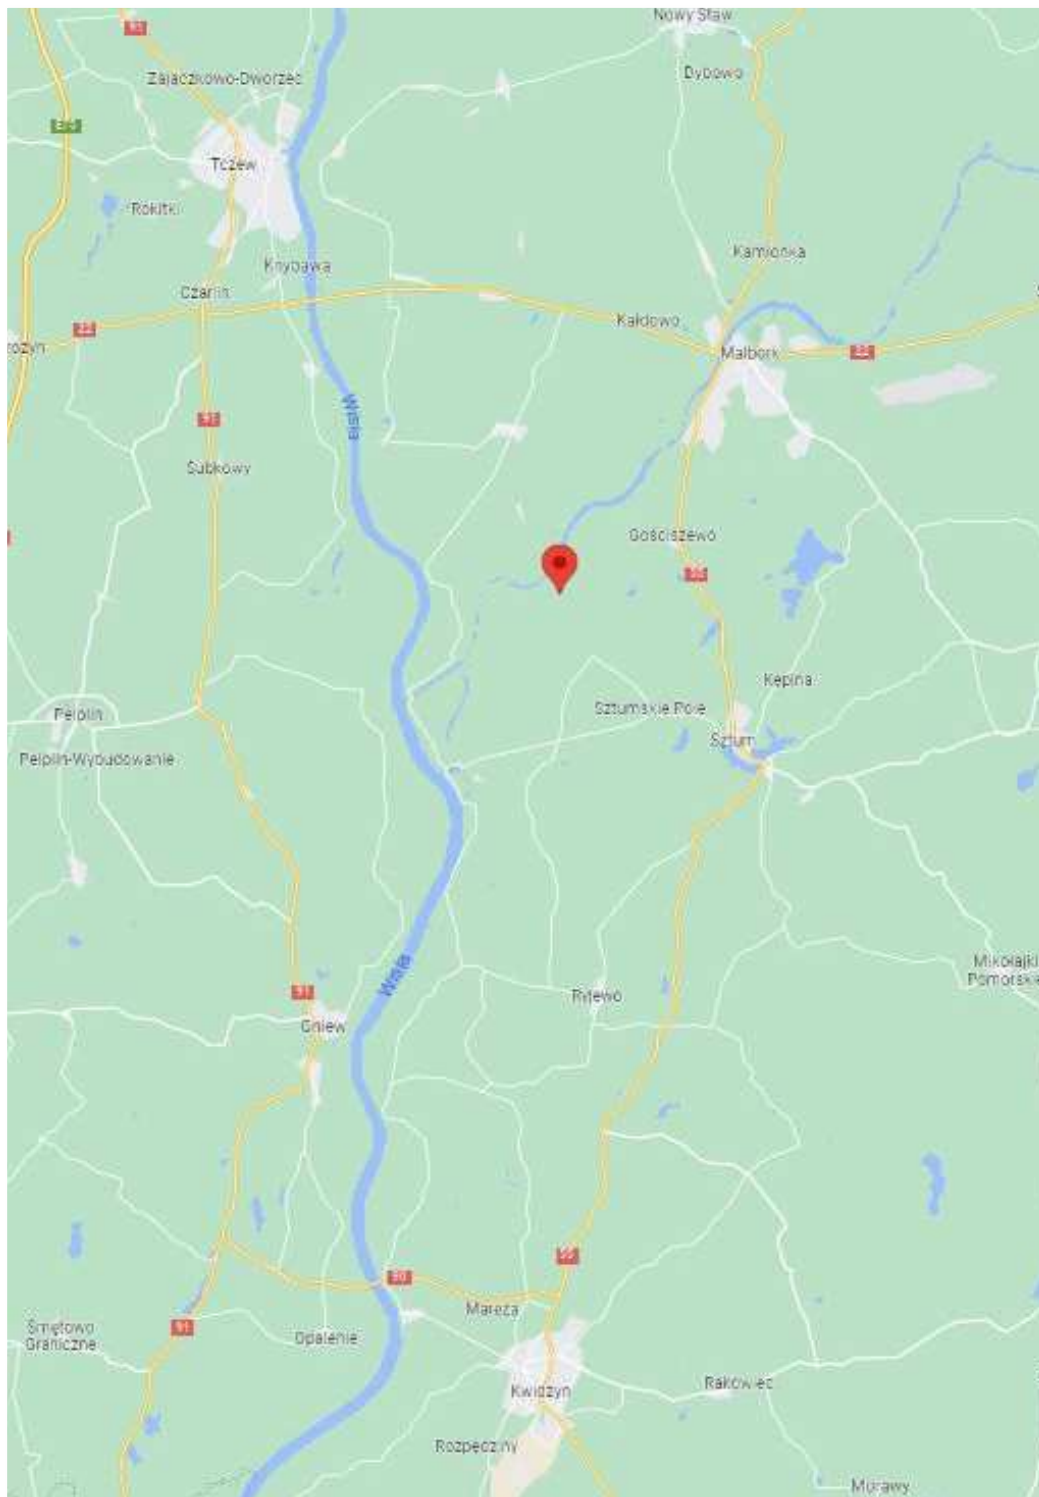 Nowy Staw
91
Dybowo
Zajączkowo-Dworzec
Tczew
Rokitki
Kamionka
Knybawa
Czarlin
Kałdowo
22
Malbork
22
Wisła
91
Subkowy
Gościszewo
55
Kępina
Sztumskie Pole
Pelplin
Sztum
Pelplin-Wybudowanie
Mikołajki
Pomorskie
Wisła
91
Ryjewo
Gniew
55
90
Mareza
91
Śmętowo
Graniczne
Opalenie
Rakowiec
Kwidzyn
Rozpędziny
Morawy